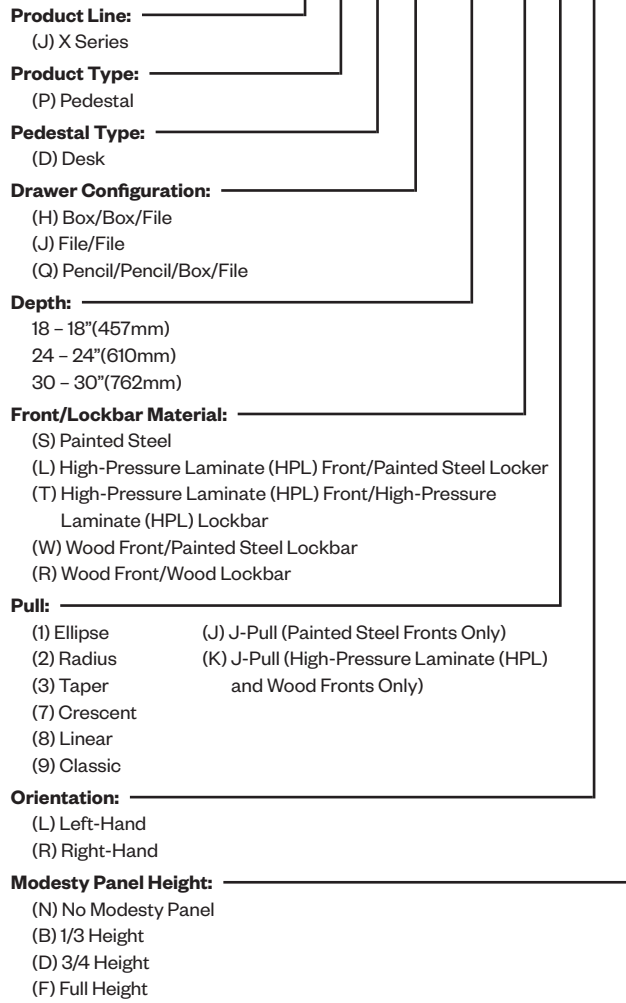 Product Line:
(J) X Series
Product Type:
(P) Pedestal
Pedestal Type:
(D) Desk
Drawer Configuration:
(H) Box/Box/File
(J) File/File
(Q) Pencil/Pencil/Box/File
Depth:
18 – 18”(457mm)
24 – 24”(610mm)
30 – 30”(762mm)
Front/Lockbar Material:
(S) Painted Steel
(L) High-Pressure Laminate (HPL) Front/Painted Steel Locker
(T) High-Pressure Laminate (HPL) Front/High-Pressure
Laminate (HPL) Lockbar
(W) Wood Front/Painted Steel Lockbar
(R) Wood Front/Wood Lockbar
Pull:
(1) Ellipse
(2) Radius
(3) Taper
(7) Crescent
(8) Linear
(9) Classic
(J) J-Pull (Painted Steel Fronts Only)
(K) J-Pull (High-Pressure Laminate (HPL)
and Wood Fronts Only)
Orientation:
(L) Left-Hand
(R) Right-Hand
Modesty Panel Height:
(N) No Modesty Panel
(B) 1/3 Height
(D) 3/4 Height
(F) Full Height